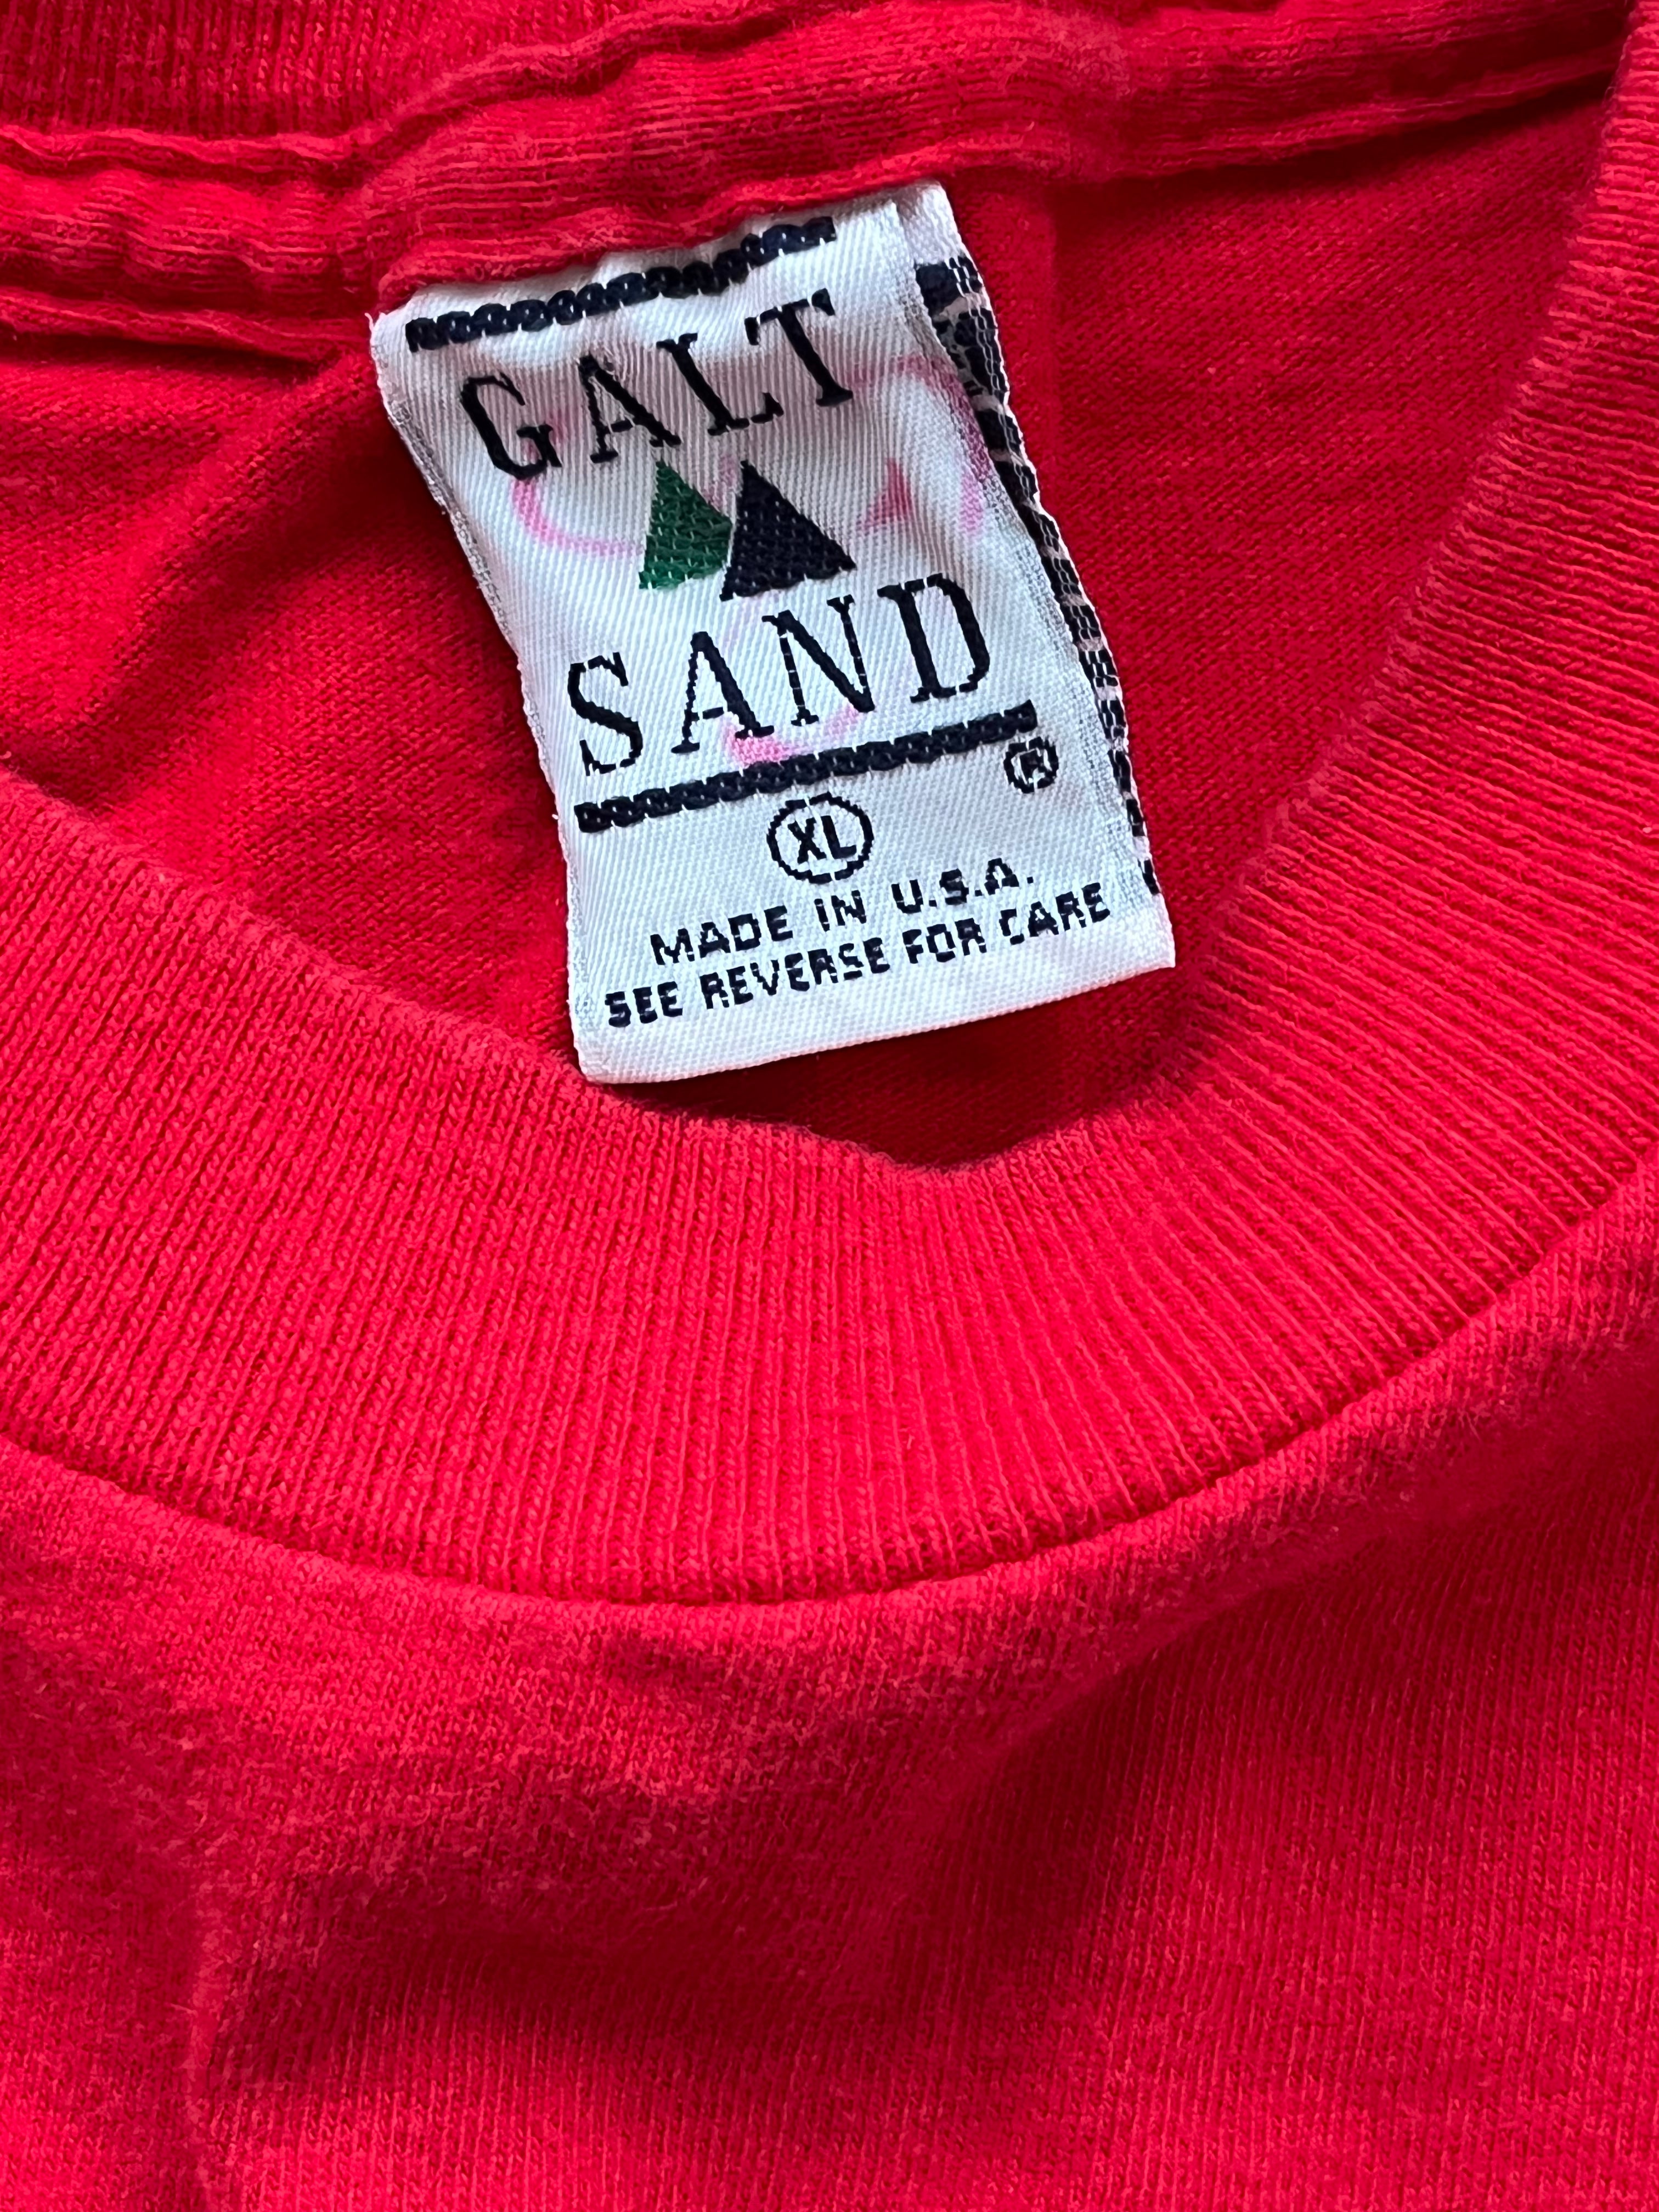 GALT
SAND
®
XL
MADE IN U.S.A.
SEE REVERSE FOR CARE